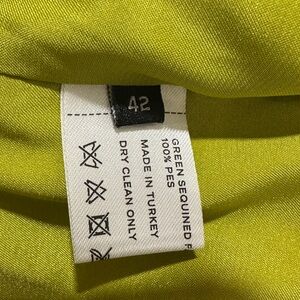 42
GREEN SEQUINED
100% PES
MADE IN TURKEY
DRY CLEAN ONLY